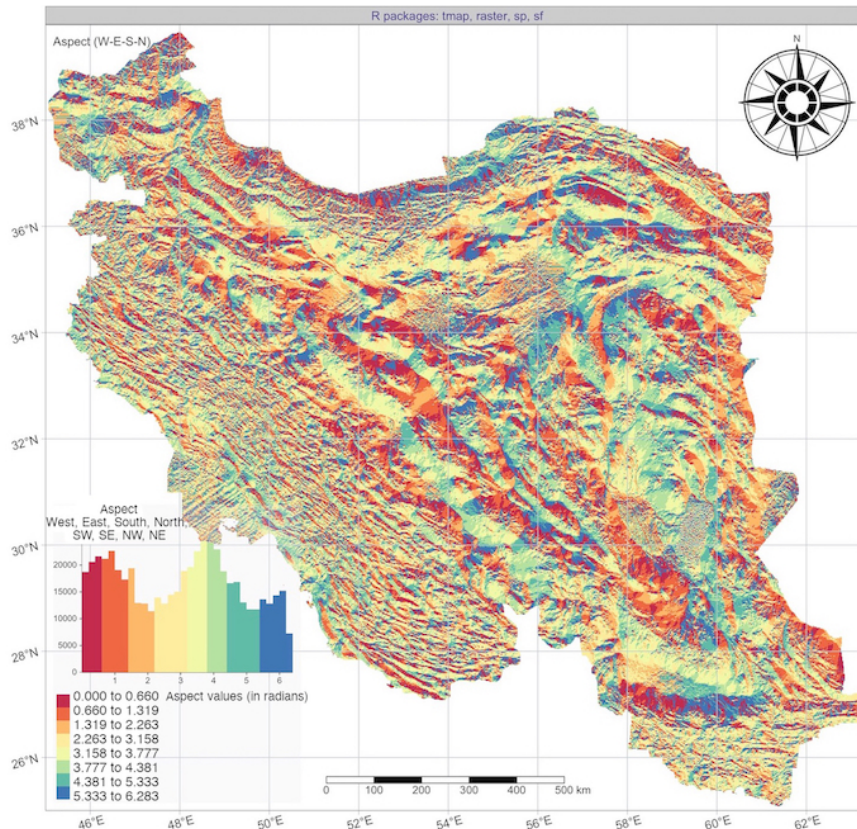 R packages: tmap, raster, sp, sf
Aspect (W-E-S-N)
N
38°N
36°N
34°N
32°N
30°N
28°N
26°N
Aspect
West, East, South, North,
SW, SE, NW, NE
20000
15000
10000
5000
0
1 2 3 4 5 6
Aspect values (in radians)
0.000 to 0.660
0.660 to 1.319
1.319 to 2.263
2.263 to 3.158
3.158 to 3.777
3.777 to 4.381
4.381 to 5.333
5.333 to 6.283
0 100 200 300 400 500 km
46°E 48°E 50°E 52°E 54°E 56°E 58°E 60°E 62°E